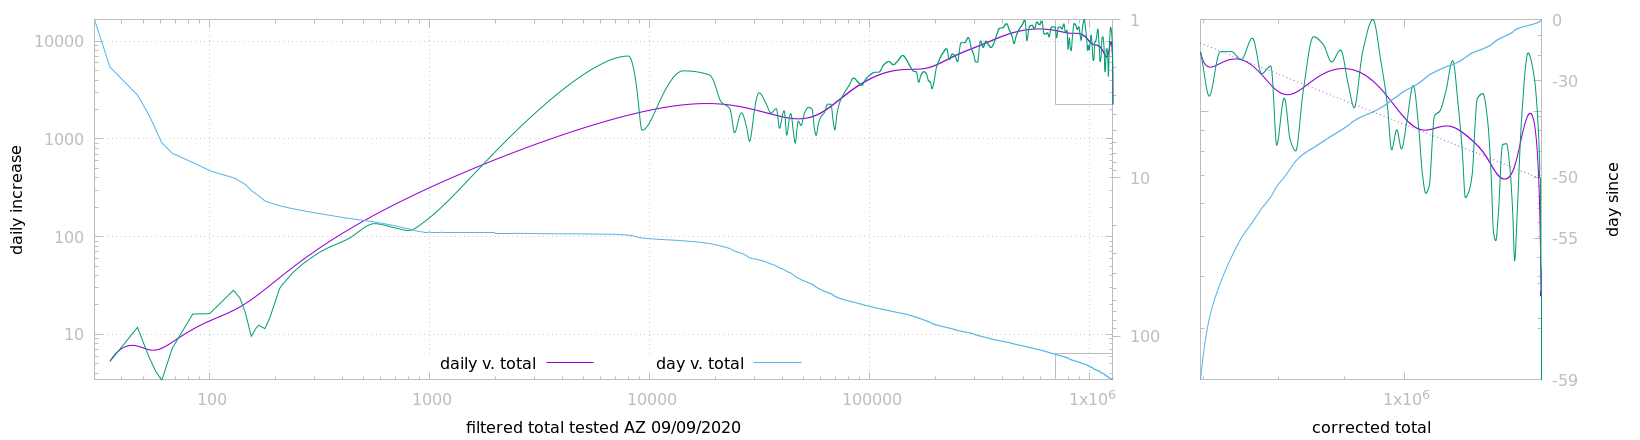 daily increase
10000
1000
100
10
1
10
100
daily v. total
day v. total
100
1000
10000
100000
1x10⁶
filtered total tested AZ 09/09/2020
0
-30
-50
-55
-59
day since
1x10⁶
corrected total